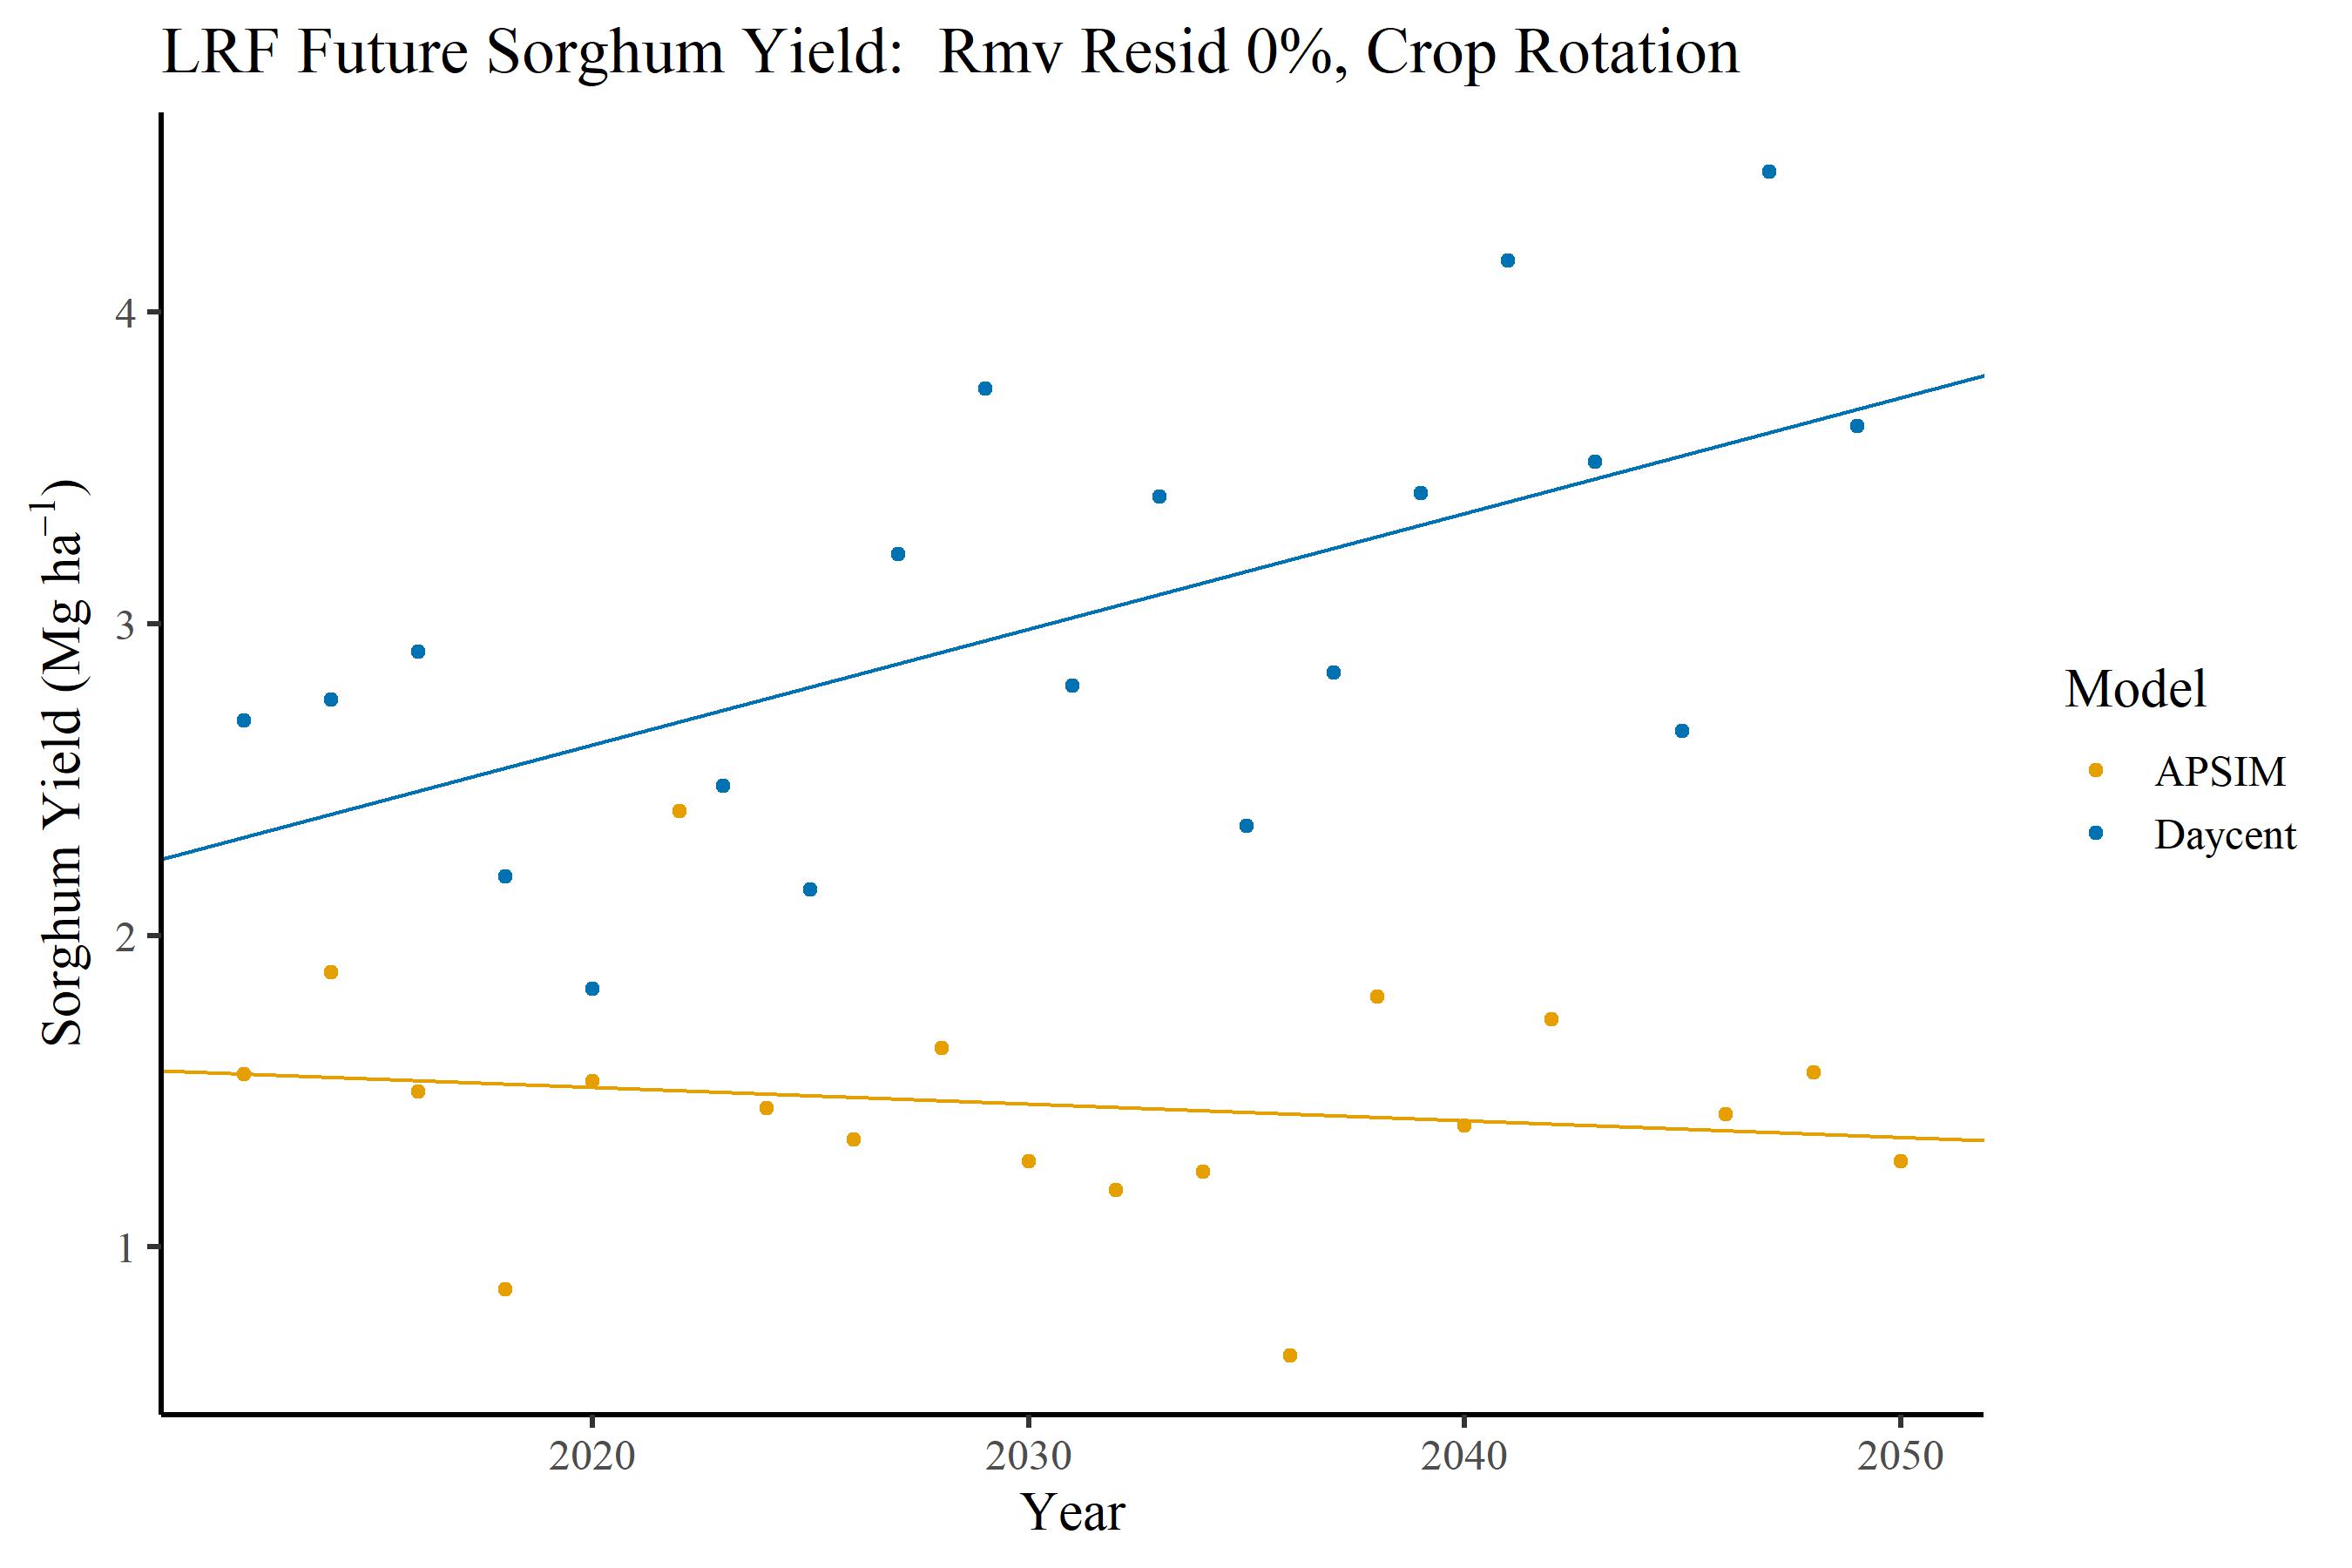 LRF Future Sorghum Yield:  Rmv Resid 0%, Crop Rotation
Sorghum Yield (Mg ha⁻¹)
4
3
2
1
2020 2030 2040 2050
Year
Model
APSIM
Daycent